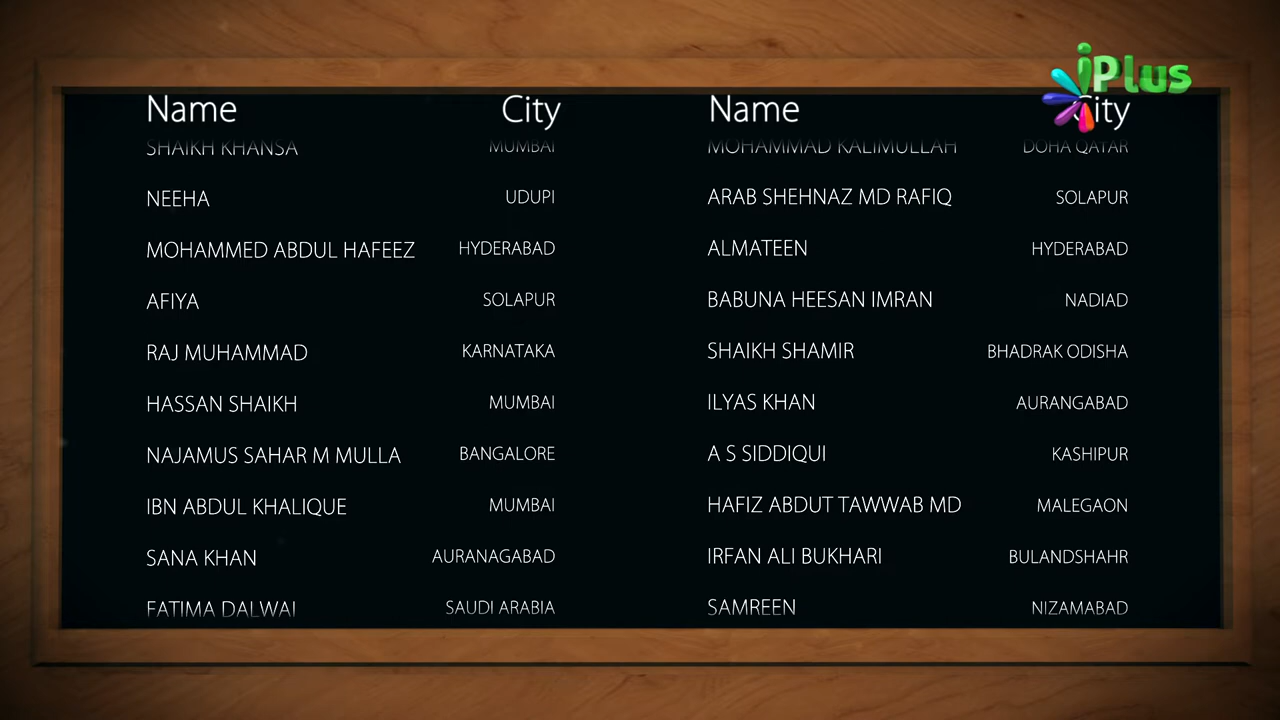 iPlus
Name City Name City
SHAIKH KHANSA MUMBAI MOHAMMAD KALIMULLAH DOHA QATAR
NEEHA UDUPI ARAB SHEHNAZ MD RAFIQ SOLAPUR
MOHAMMED ABDUL HAFEEZ HYDERABAD ALMATEEN HYDERABAD
AFIYA SOLAPUR BABUNA HEESAN IMRAN NADIAD
RAJ MUHAMMAD KARNATAKA SHAIKH SHAMIR BHADRAK ODISHA
HASSAN SHAIKH MUMBAI ILYAS KHAN AURANGABAD
NAJAMUS SAHAR M MULLA BANGALORE A S SIDDIQUI KASHIPUR
IBN ABDUL KHALIQUE MUMBAI HAFIZ ABDUT TAWWAB MD MALEGAON
SANA KHAN AURANAGABAD IRFAN ALI BUKHARI BULANDSHAHR
FATIMA DALWAI SAUDI ARABIA SAMREEN NIZAMABAD